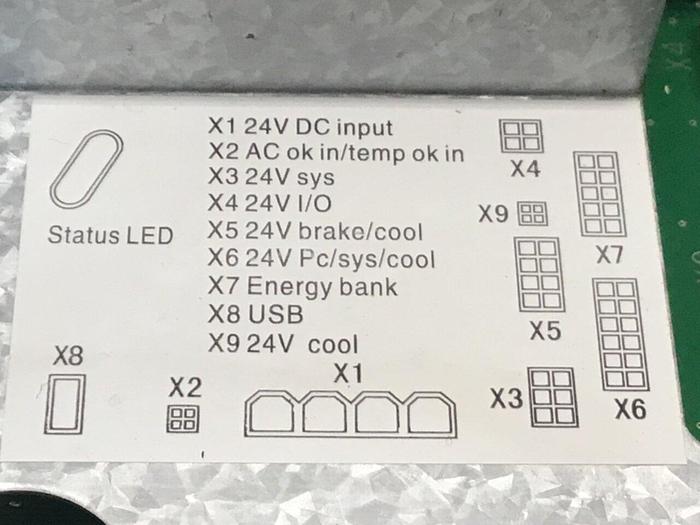 X1 24V DC input
X2 AC ok in/temp ok in
X3 24V sys
X4 24V I/O
X5 24V brake/cool
X6 24V Pc/sys/cool
X7 Energy bank
X8 USB
X9 24V cool
Status LED
X4
X9
X7
X5
X8
X2
X1
X3
X6
X4